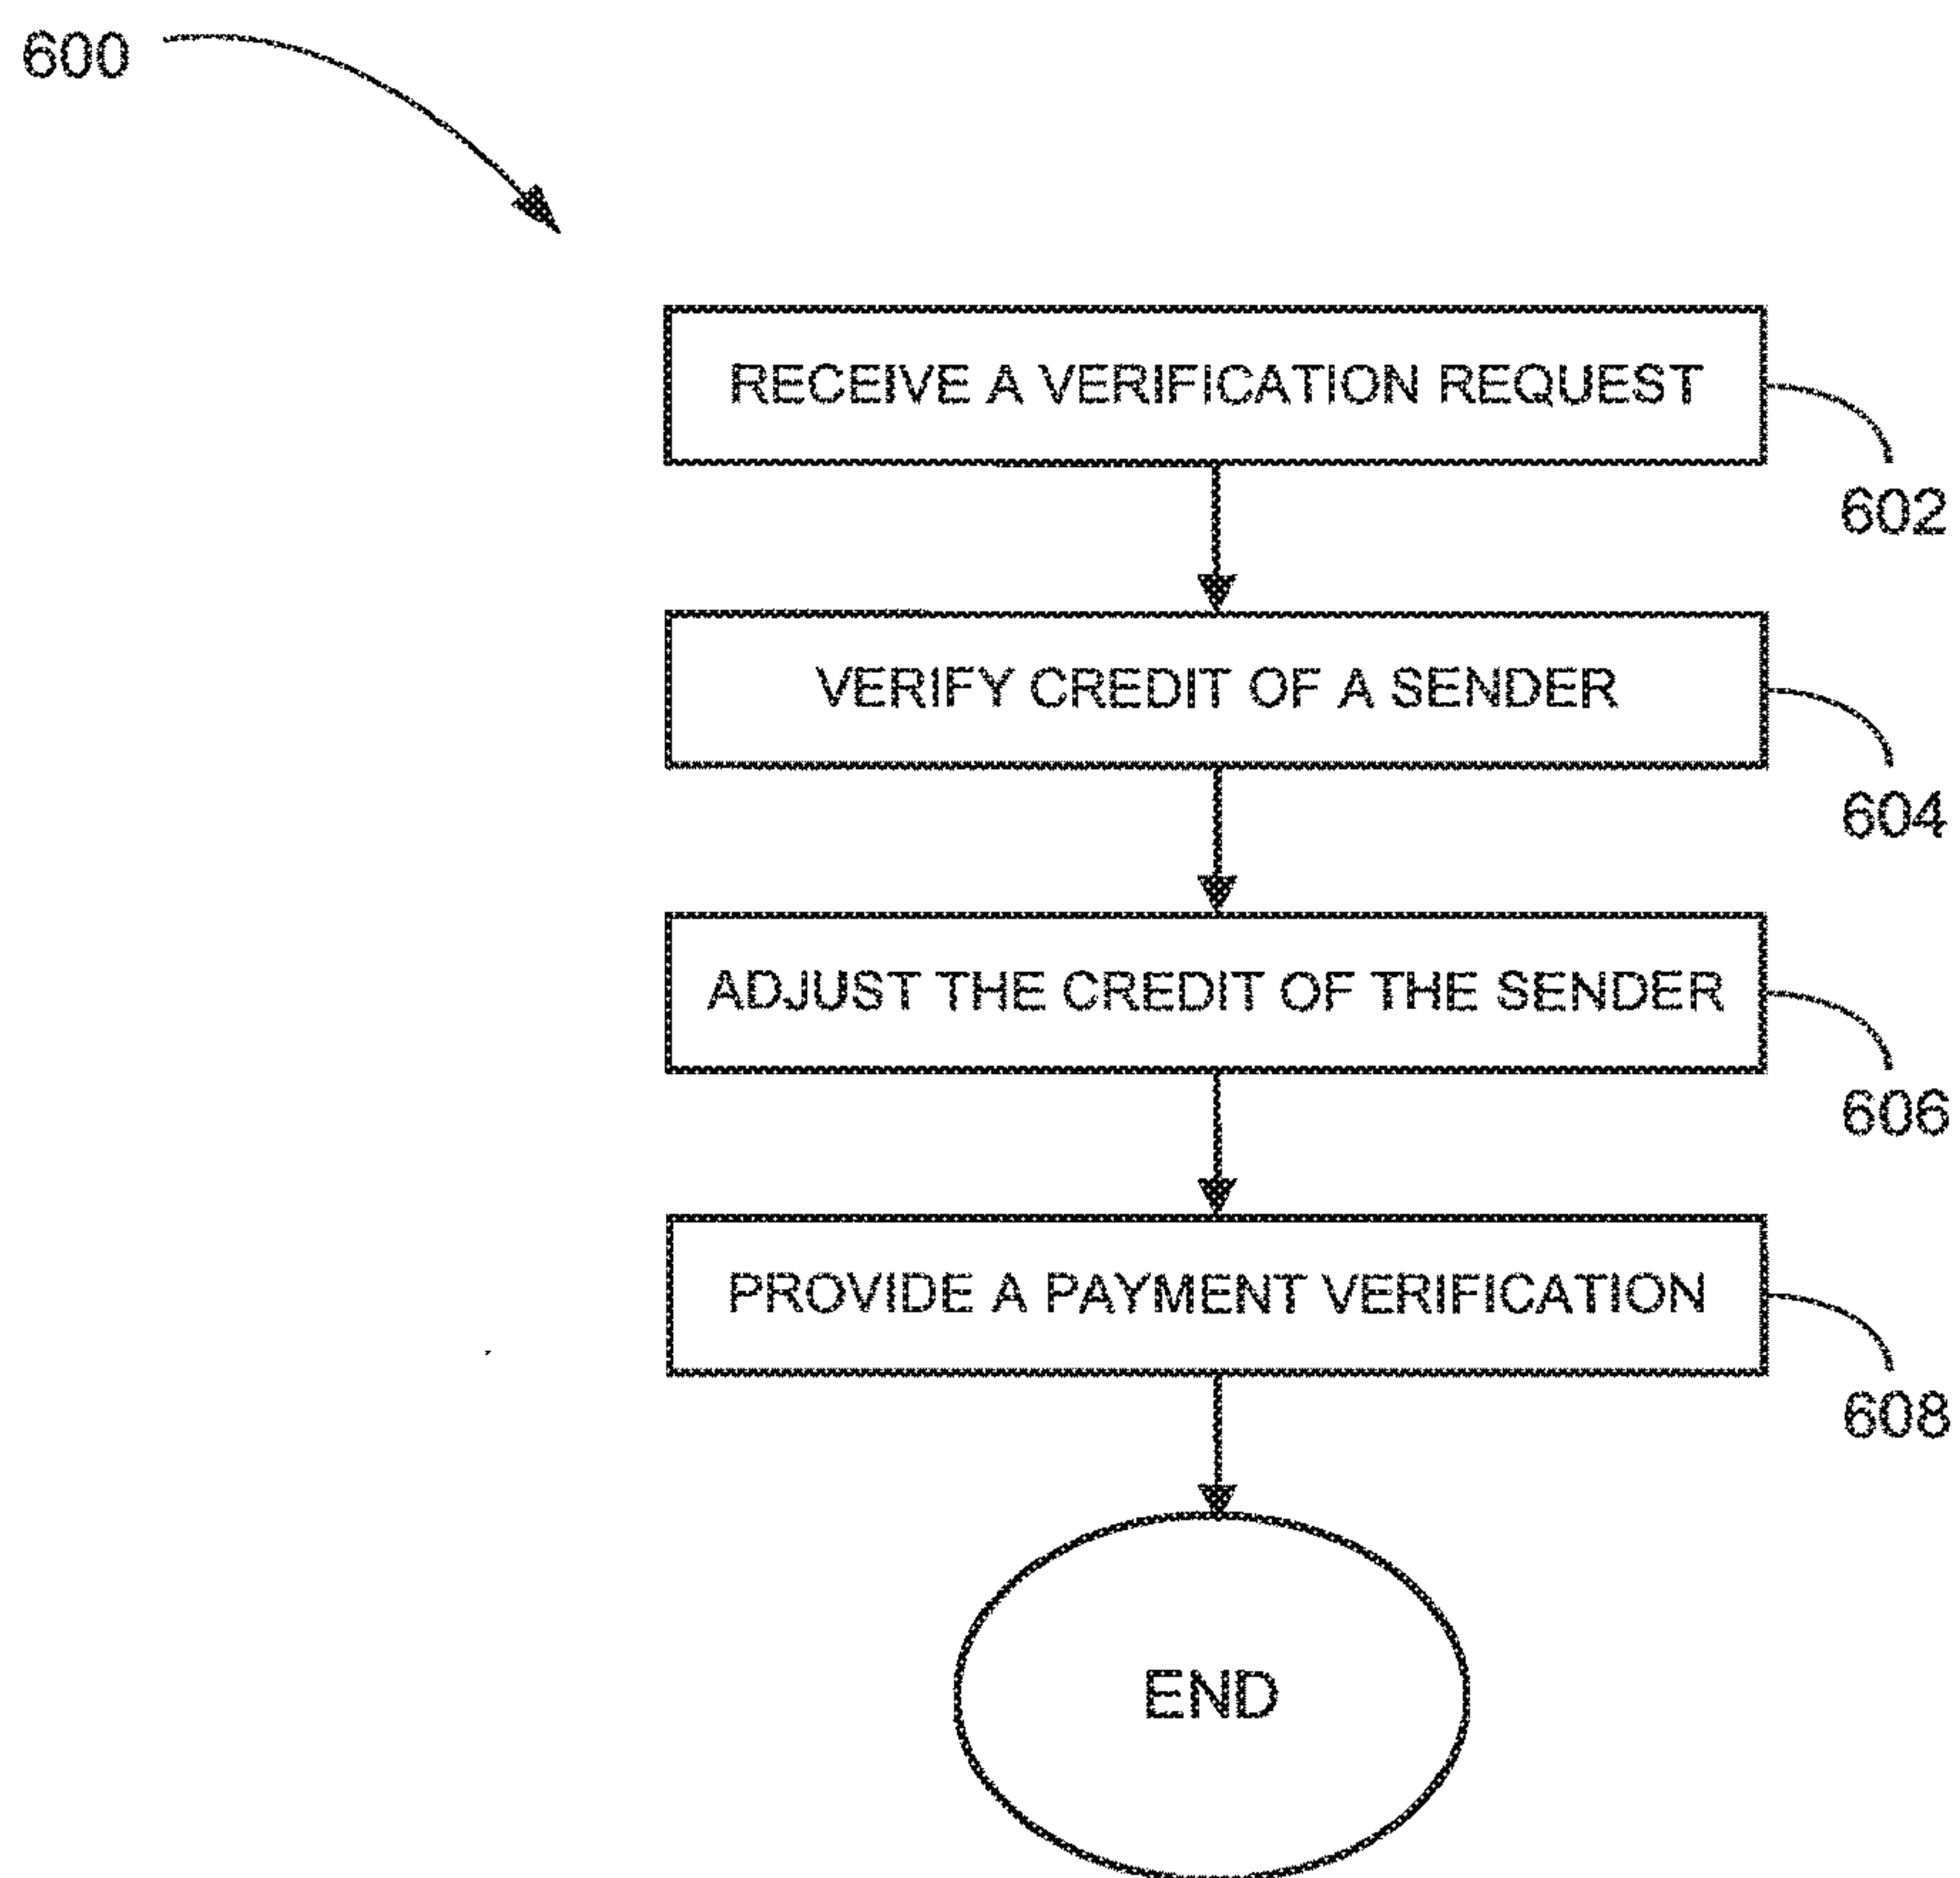 600
RECEIVE A VERIFICATION REQUEST
602
VERIFY CREDIT OF A SENDER
604
ADJUST THE CREDIT OF THE SENDER
606
PROVIDE A PAYMENT VERIFICATION
608
END